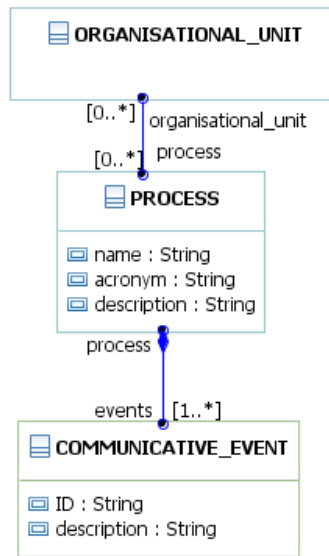 ORGANISATIONAL_UNIT
[0..*]
organisational_unit
process
[0..*]
PROCESS
name : String
acronym : String
description : String
process
events [1..*]
COMMUNICATIVE_EVENT
ID : String
description : String